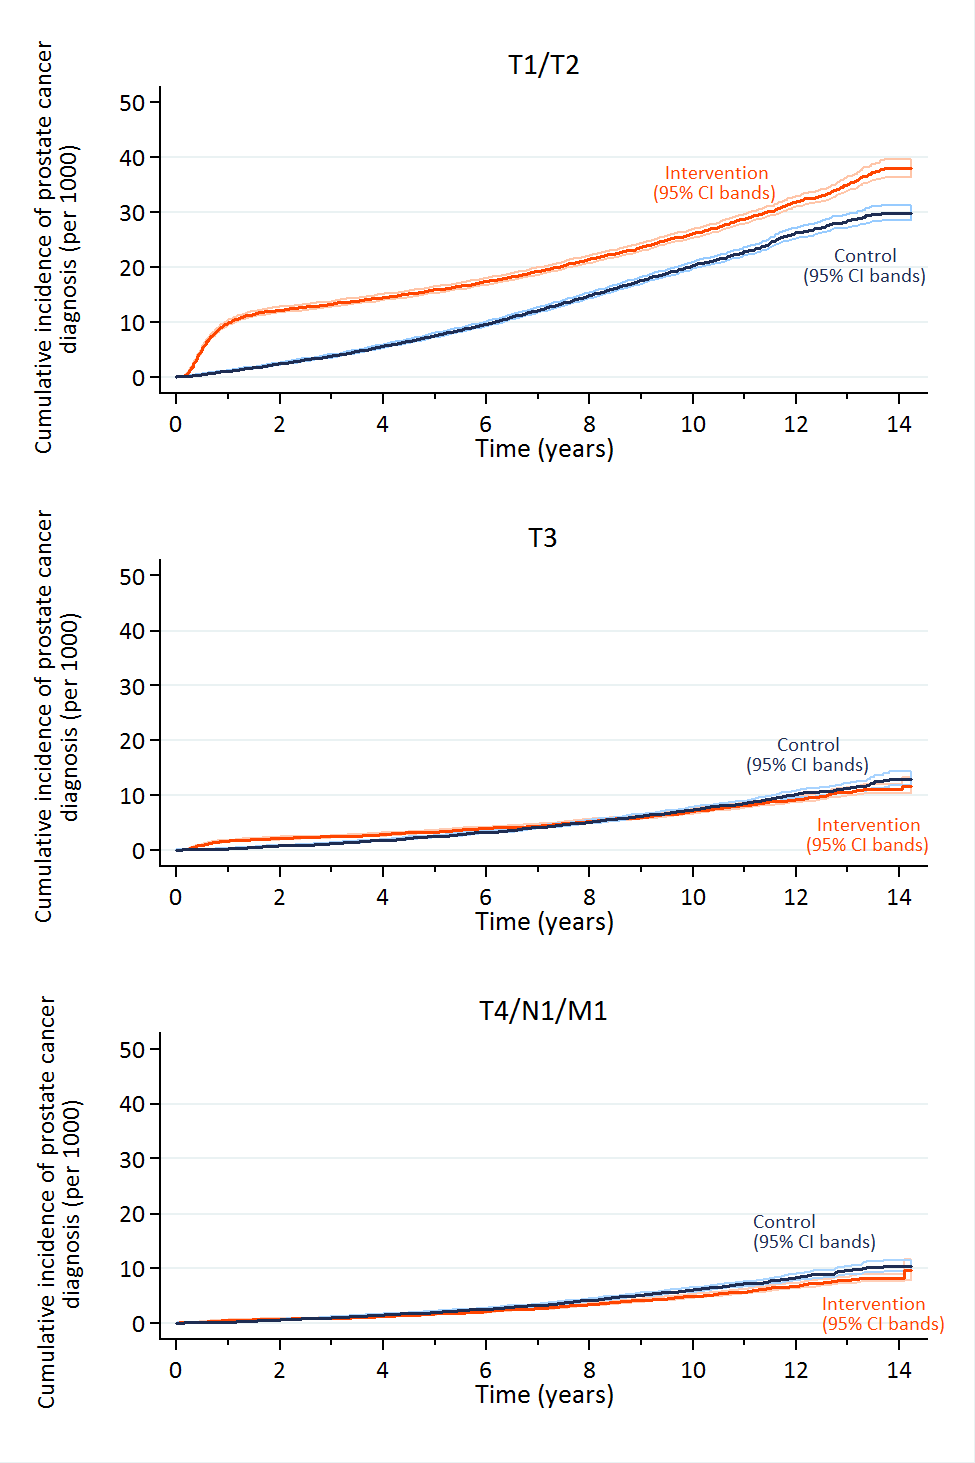 T1/T2
Cumulative incidence of prostate cancer
diagnosis (per 1000)
50
40
30
20
10
0
Intervention
(95% CI bands)
Control
(95% CI bands)
0 2 4 6 8 10 12 14
Time (years)
T3
Cumulative incidence of prostate cancer
diagnosis (per 1000)
50
40
30
20
10
0
Control
(95% CI bands)
Intervention
(95% CI bands)
0 2 4 6 8 10 12 14
Time (years)
T4/N1/M1
Cumulative incidence of prostate cancer
diagnosis (per 1000)
50
40
30
20
10
0
Control
(95% CI bands)
Intervention
(95% CI bands)
0 2 4 6 8 10 12 14
Time (years)